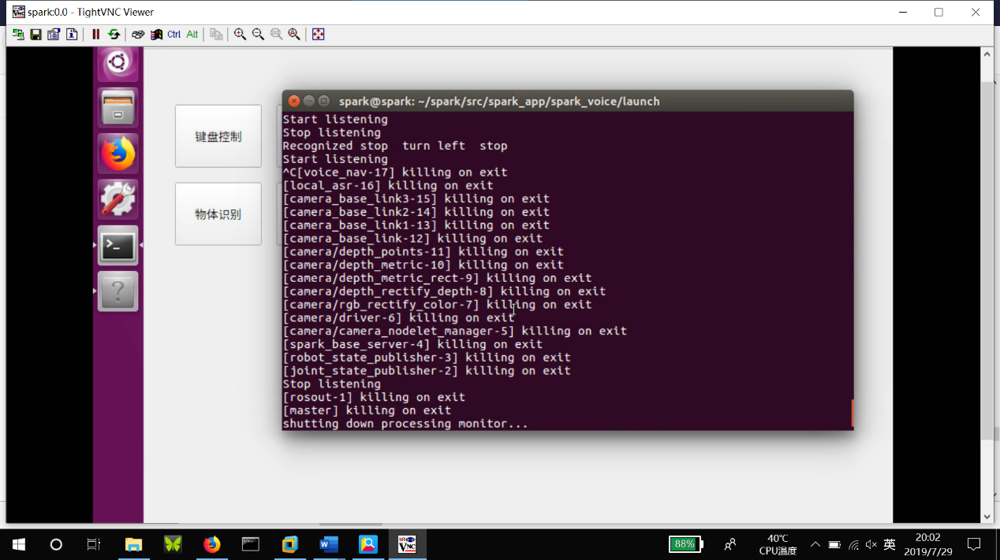 spark:0.0 - TightVNC Viewer
Ctrl Alt
spark@spark: ~/spark/src/spark_app/spark_voice/launch
键盘控制
物体识别
Start listening
Stop listening
Recognized stop  turn left  stop
Start listening
^C[voice_nav-17] killing on exit
[local_asr-16] killing on exit
[camera_base_link3-15] killing on exit
[camera_base_link2-14] killing on exit
[camera_base_link1-13] killing on exit
[camera_base_link-12] killing on exit
[camera/depth_points-11] killing on exit
[camera/depth_metric-10] killing on exit
[camera/depth_metric_rect-9] killing on exit
[camera/depth_rectify_depth-8] killing on exit
[camera/rgb_rectify_color-7] killing on exit
[camera/driver-6] killing on exit
[camera/camera_nodelet_manager-5] killing on exit
[spark_base_server-4] killing on exit
[robot_state_publisher-3] killing on exit
[joint_state_publisher-2] killing on exit
Stop listening
[rosout-1] killing on exit
[master] killing on exit
shutting down processing monitor...
88%
40℃
CPU温度
英
20:02
2019/7/29